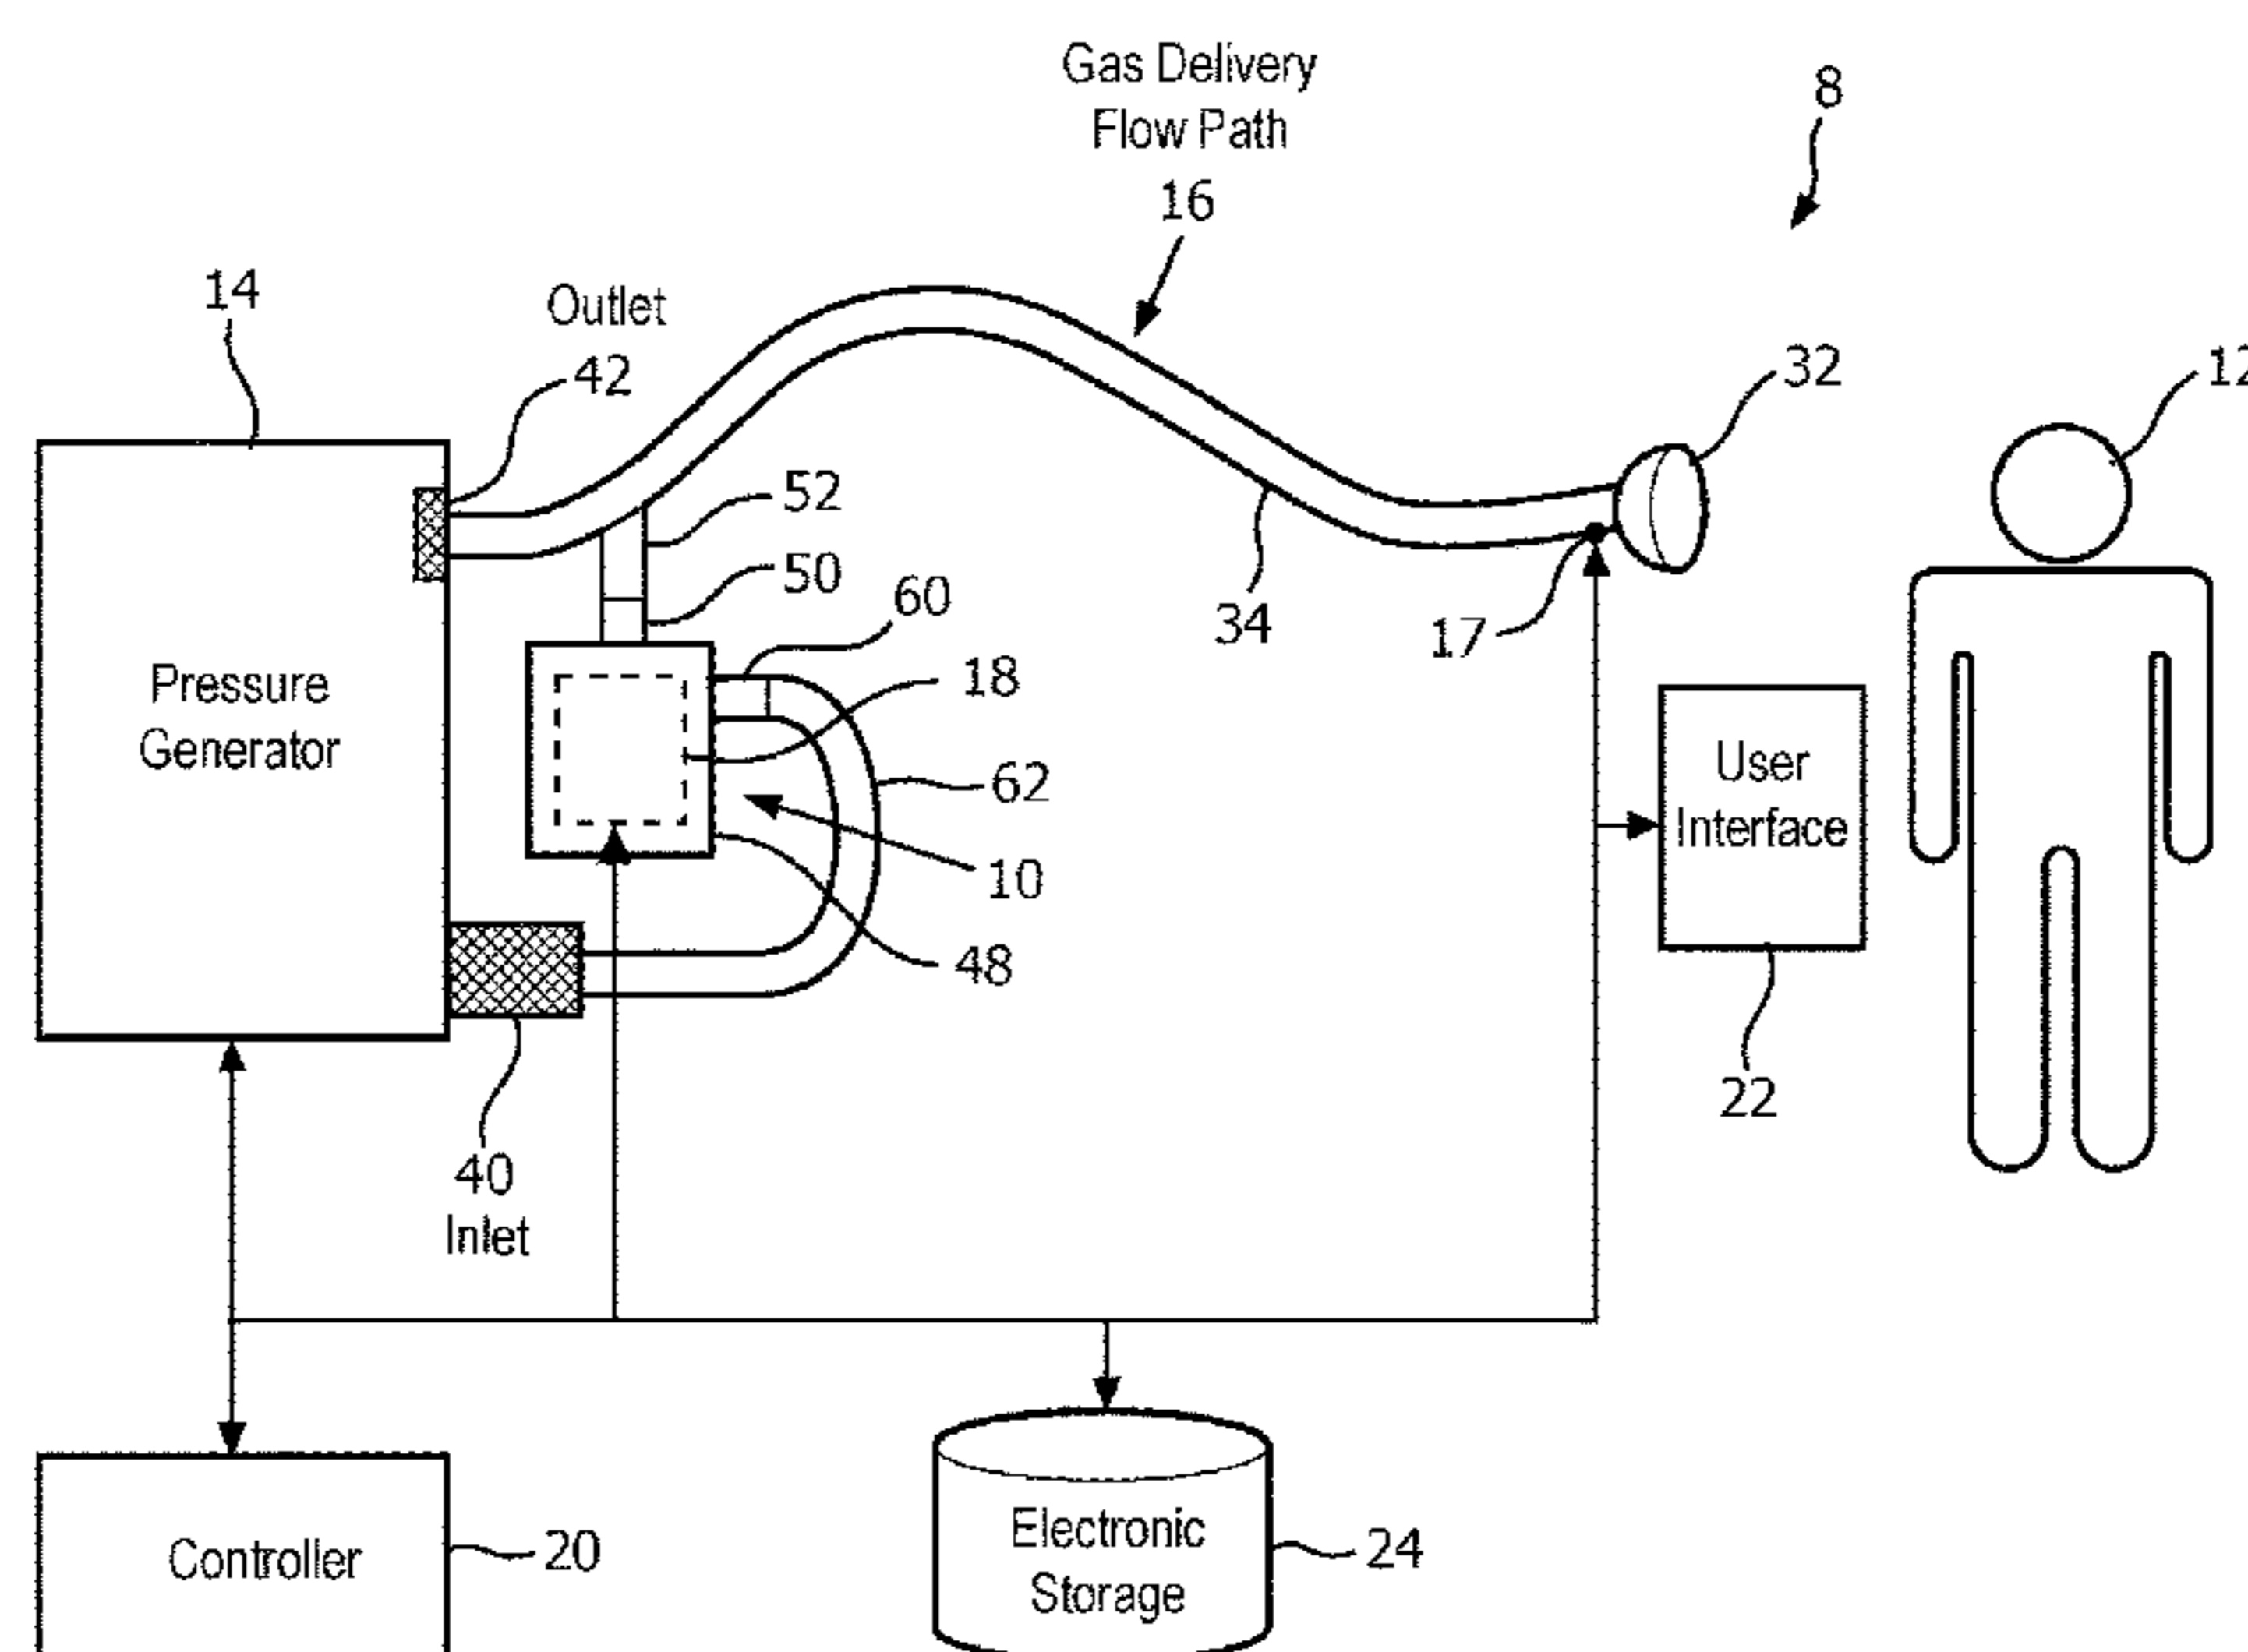 Gas Delivery
Flow Path
16
8
14
Outlet
42
32
12
52
50
60
34
17
18
Pressure
Generator
62
User
Interface
10
48
22
40
Inlet
Controller
20
Electronic
Storage
24